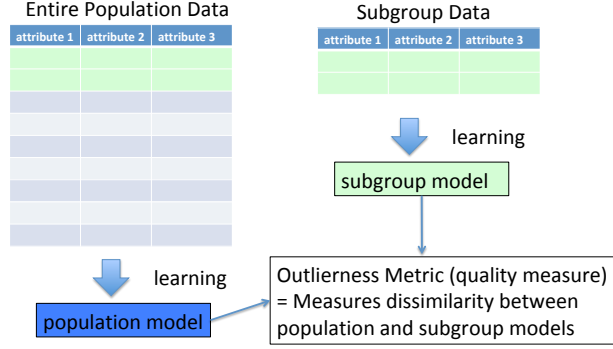 Entire Population Data
attribute 1 attribute 2 attribute 3
learning
population model
Subgroup Data
attribute 1 attribute 2 attribute 3
learning
subgroup model
Outlierness Metric (quality measure)
= Measures dissimilarity between
population and subgroup models